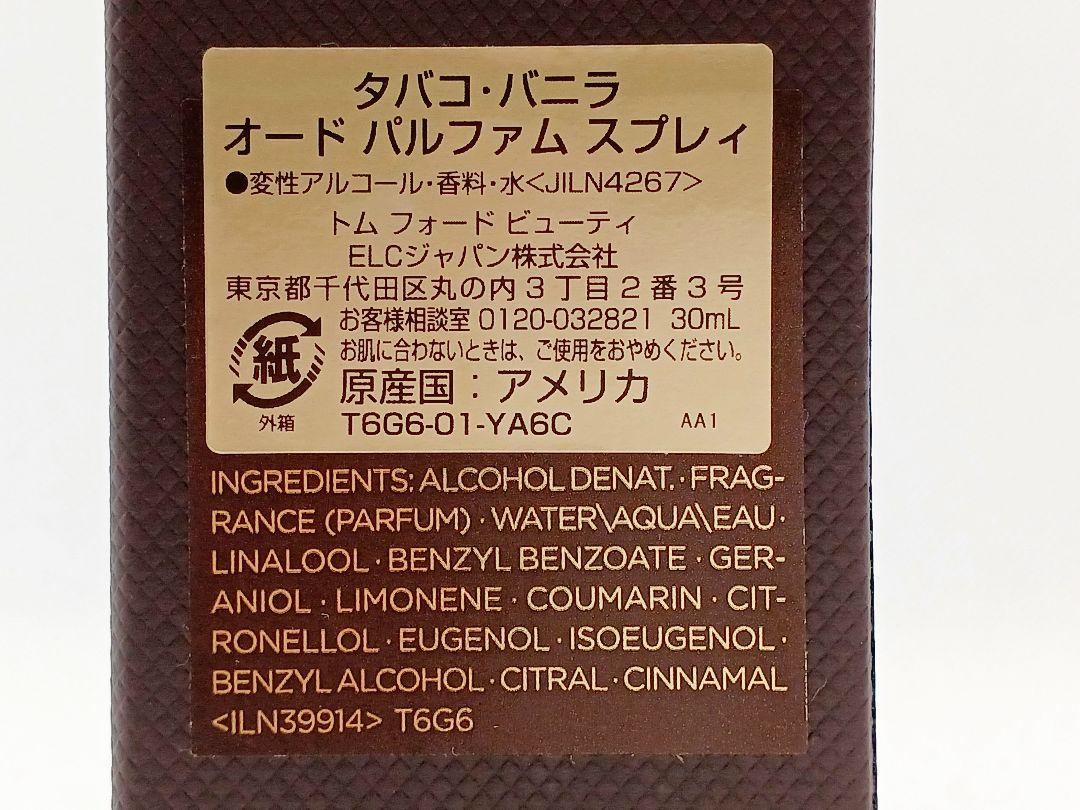 タバコ・バニラ
オード パルファム スプレィ
●変性アルコール・香料・水<JILN4267>
トム フォード ビューティ
ELCジャパン株式会社
東京都千代田区丸の内3丁目2番3号
お客様相談室 0120-032821 30mL
お肌に合わないときは、ご使用をおやめください。
紙
外箱
原産国：アメリカ
T6G6-01-YA6C
AA1
INGREDIENTS: ALCOHOL DENAT.・FRAG-
RANCE (PARFUM)・WATER\AQUA\EAU・
LINALOOL・BENZYL BENZOATE・GER-
ANIOL・LIMONENE・COUMARIN・CIT-
RONELLOL・EUGENOL・ISOEUGENOL・
BENZYL ALCOHOL・CITRAL・CINNAMAL
<ILN39914> T6G6